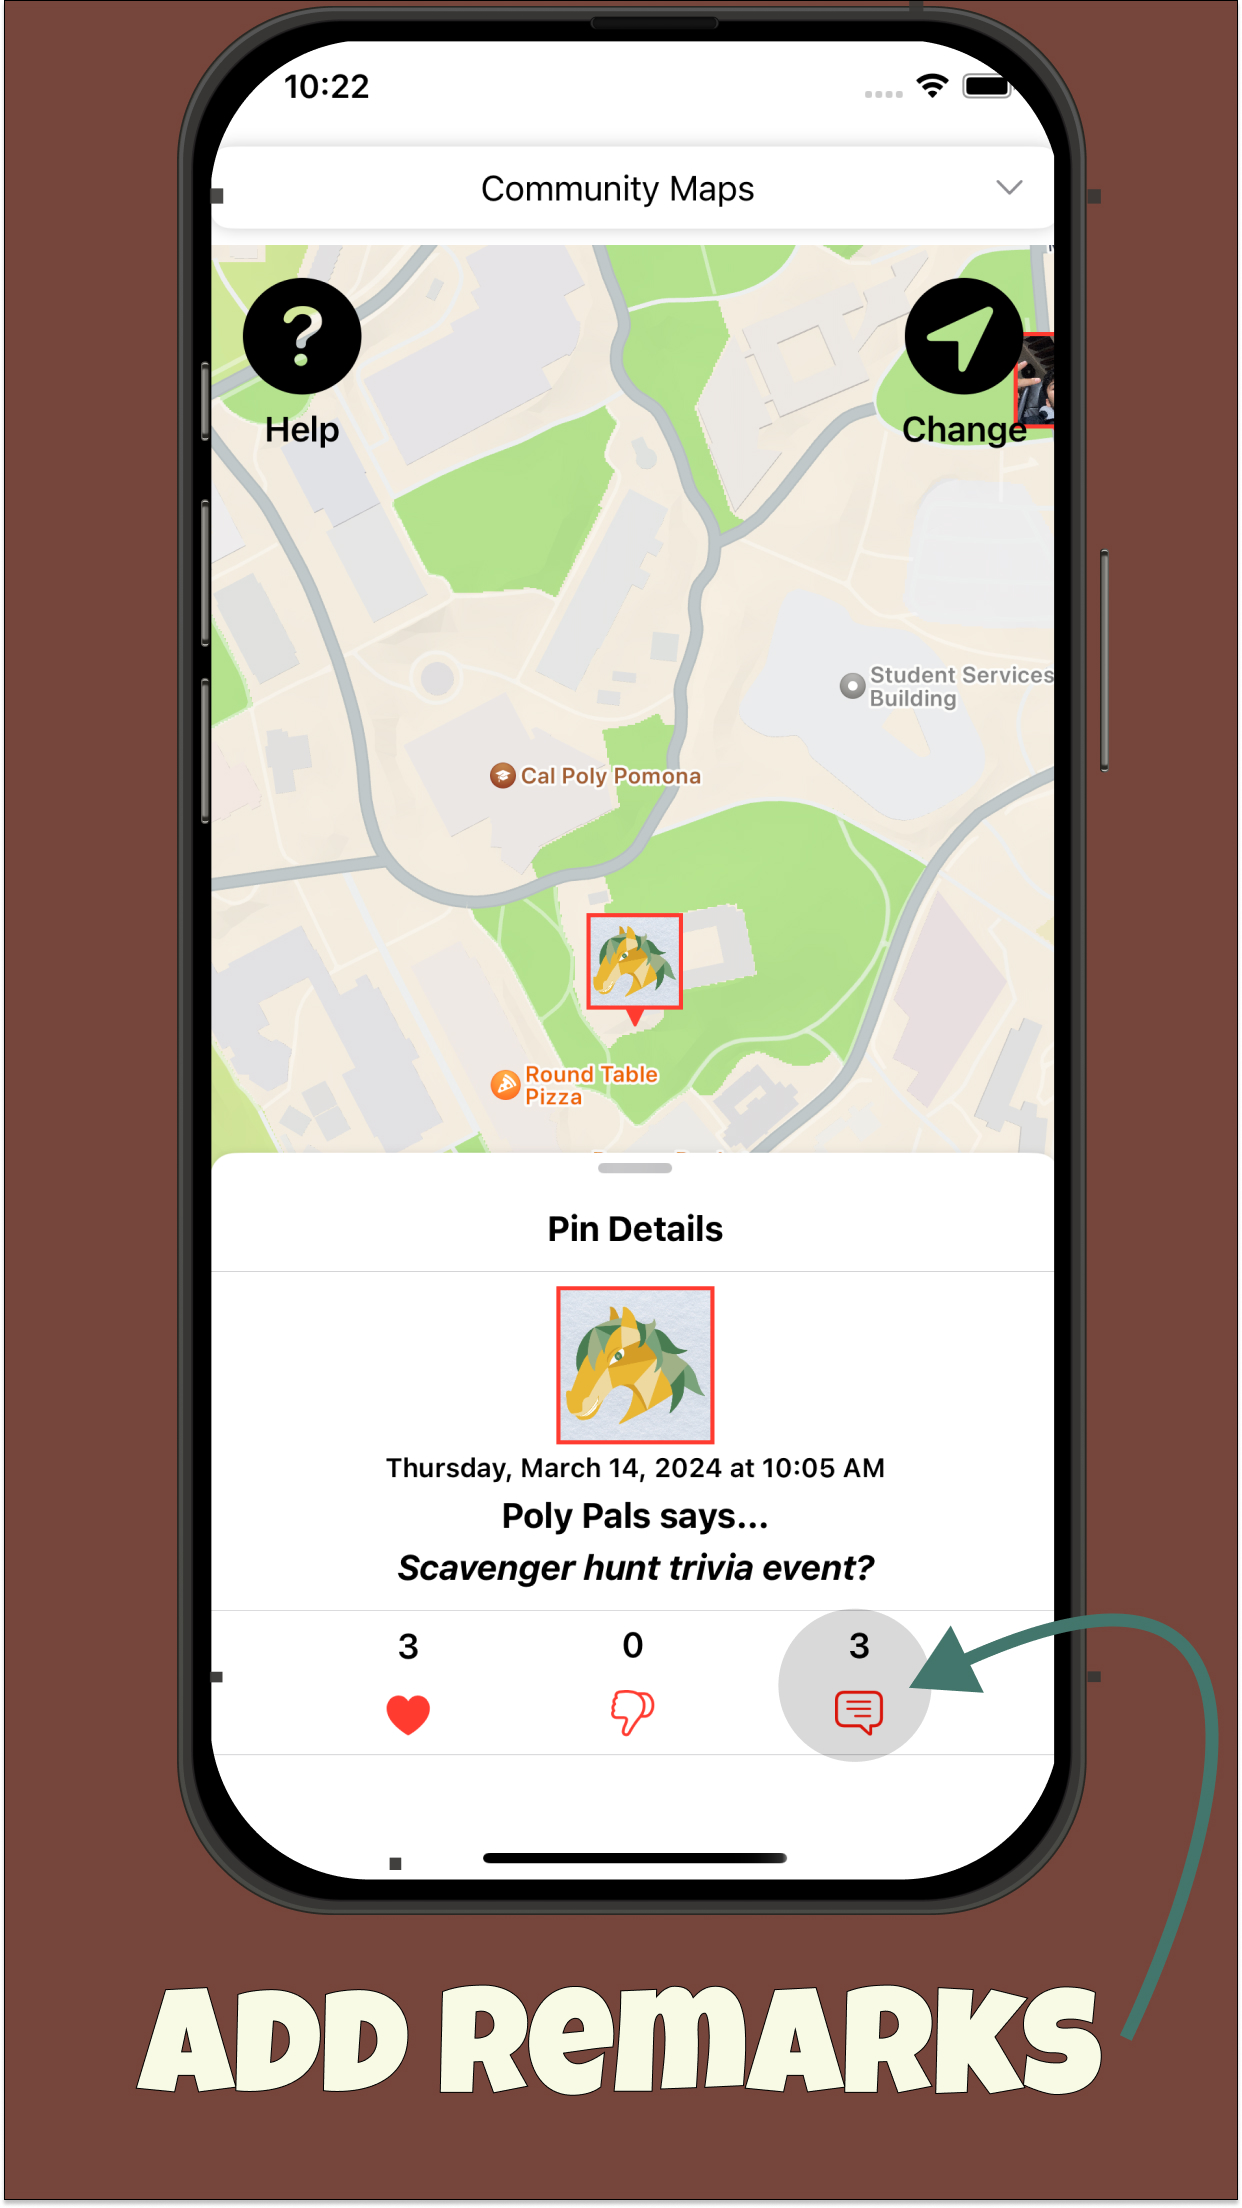 10:22
Community Maps
Help
Change
Student Services
Building
Cal Poly Pomona
Round Table
Pizza
Pin Details
Thursday, March 14, 2024 at 10:05 AM
Poly Pals says...
Scavenger hunt trivia event?
3
0
3
ADD ReMARKS